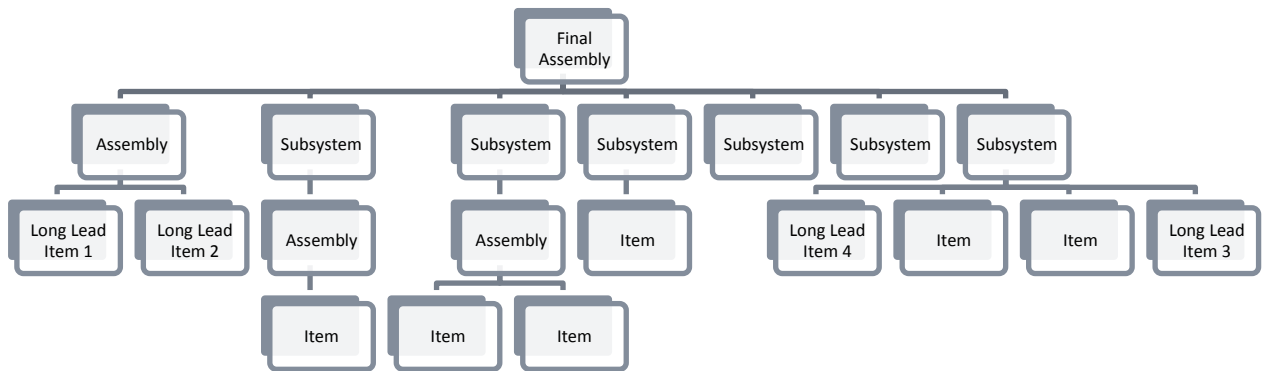 Final
Assembly
Assembly
Subsystem
Subsystem
Subsystem
Subsystem
Subsystem
Subsystem
Long Lead
Item 1
Long Lead
Item 2
Assembly
Assembly
Item
Long Lead
Item 4
Item
Item
Long Lead
Item 3
Item
Item
Item